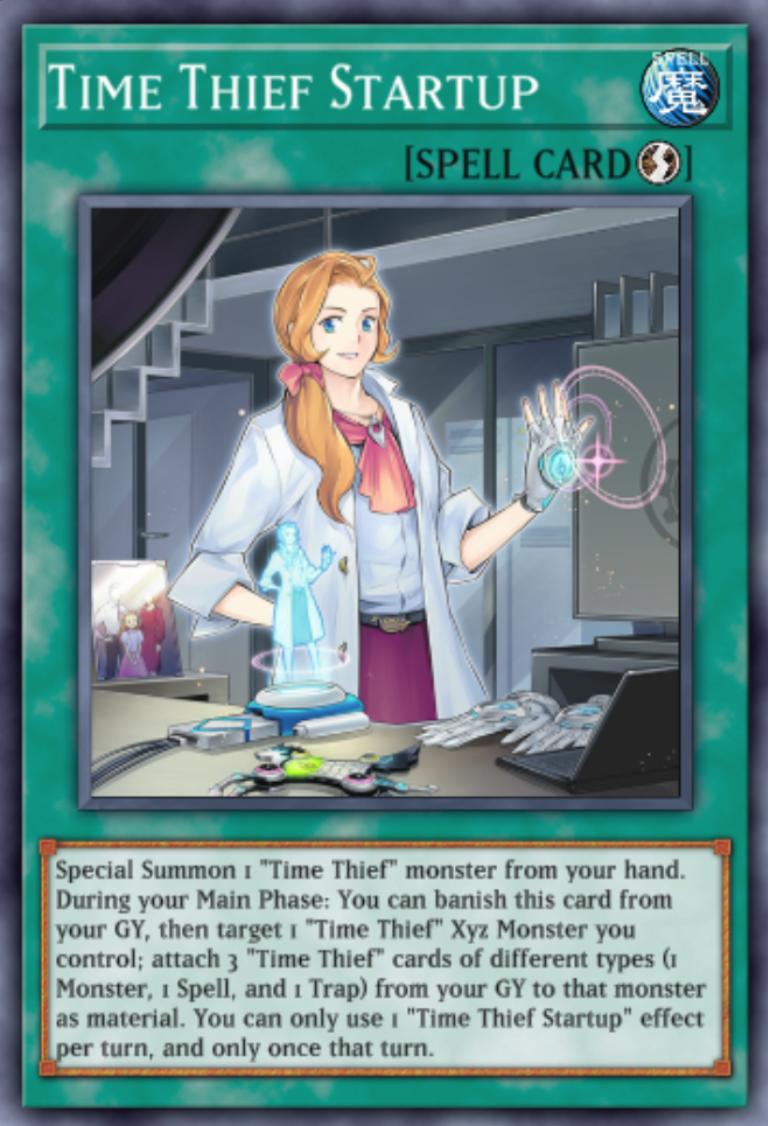 TIME THIEF STARTUP
SPELL
魔
[SPELL CARD]
Special Summon 1 "Time Thief" monster from your hand.
During your Main Phase: You can banish this card from
your GY, then target 1 "Time Thief" Xyz Monster you
control; attach 3 "Time Thief" cards of different types (1
Monster, 1 Spell, and 1 Trap) from your GY to that monster
as material. You can only use 1 "Time Thief Startup" effect
per turn, and only once that turn.